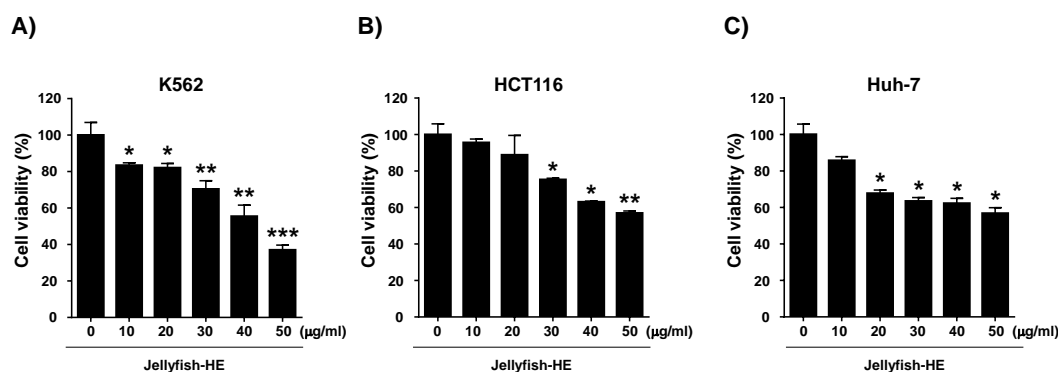 A)
K562
Cell viability (%)
120
100
80
60
40
20
0
* * ** ** ***
0 10 20 30 40 50 (µg/ml)
Jellyfish-HE
B)
HCT116
Cell viability (%)
120
100
80
60
40
20
0
* * **
0 10 20 30 40 50 (µg/ml)
Jellyfish-HE
C)
Huh-7
Cell viability (%)
120
100
80
60
40
20
0
* * * *
0 10 20 30 40 50 (µg/ml)
Jellyfish-HE